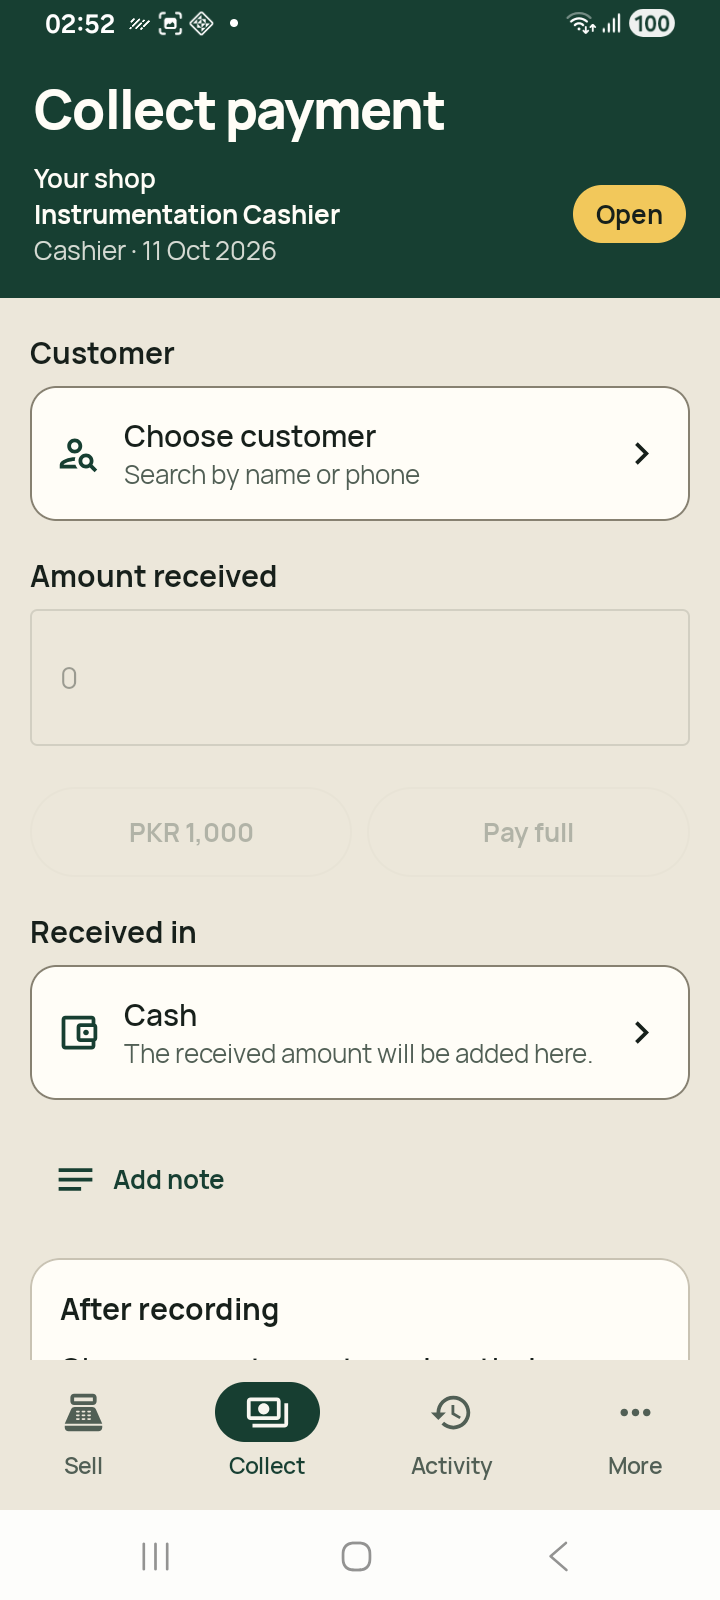 02:52
100
Collect payment
Your shop
Instrumentation Cashier
Cashier · 11 Oct 2026
Open
Customer
Choose customer
Search by name or phone
Amount received
0
PKR 1,000
Pay full
Received in
Cash
The received amount will be added here.
Add note
After recording
Sell
Collect
Activity
More